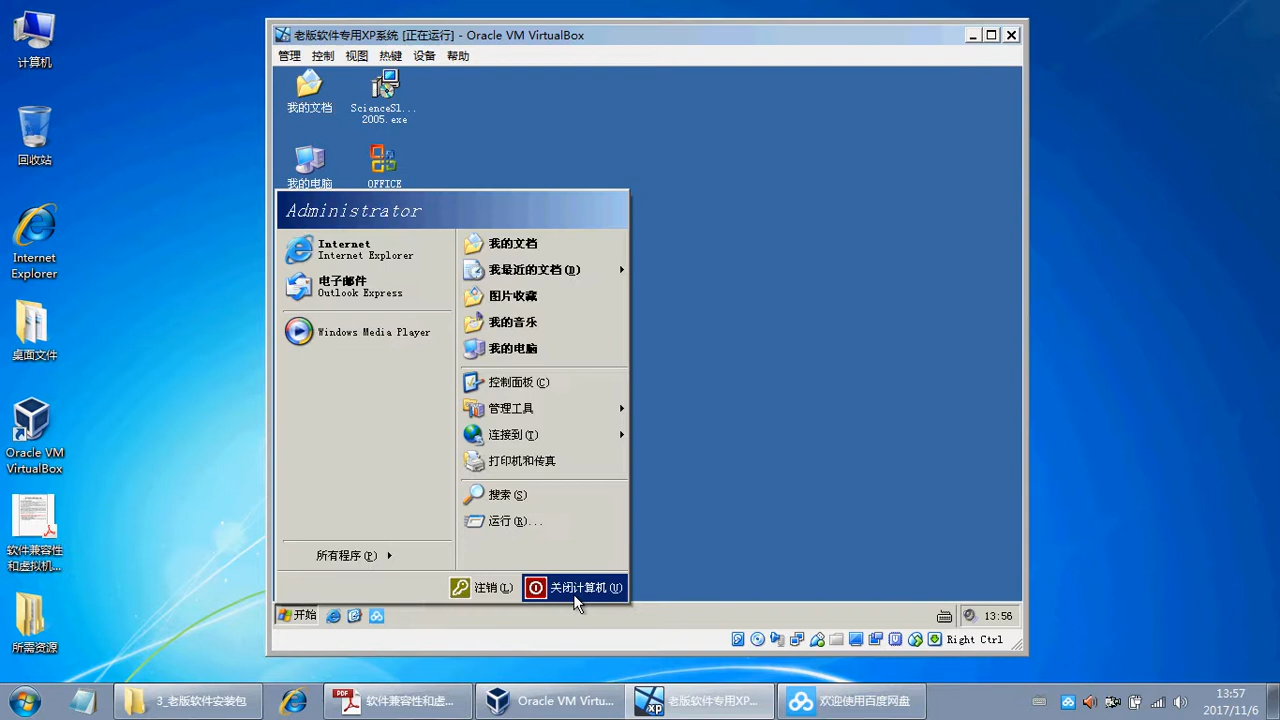 计算机
回收站
Internet
Explorer
桌面文件
Oracle VM
VirtualBox
软件兼容性
和虚拟机...
所需资源
老版软件专用XP系统 [正在运行] - Oracle VM VirtualBox
管理 控制 视图 热键 设备 帮助
我的文档
ScienceSl...
2005.exe
我的电脑
OFFICE
Administrator
Internet
Internet Explorer
电子邮件
Outlook Express
Windows Media Player
所有程序(P)
我的文档
我最近的文档(D)
图片收藏
我的音乐
我的电脑
控制面板(C)
管理工具
连接到(T)
打印机和传真
搜索(S)
运行(R)...
注销(L) 关闭计算机(U)
开始
13:56
Right Ctrl
3_老版软件安装包
PDF
软件兼容性和虚...
Oracle VM Virtu...
xp
老版软件专用XP...
欢迎使用百度网盘
13:57
2017/11/6